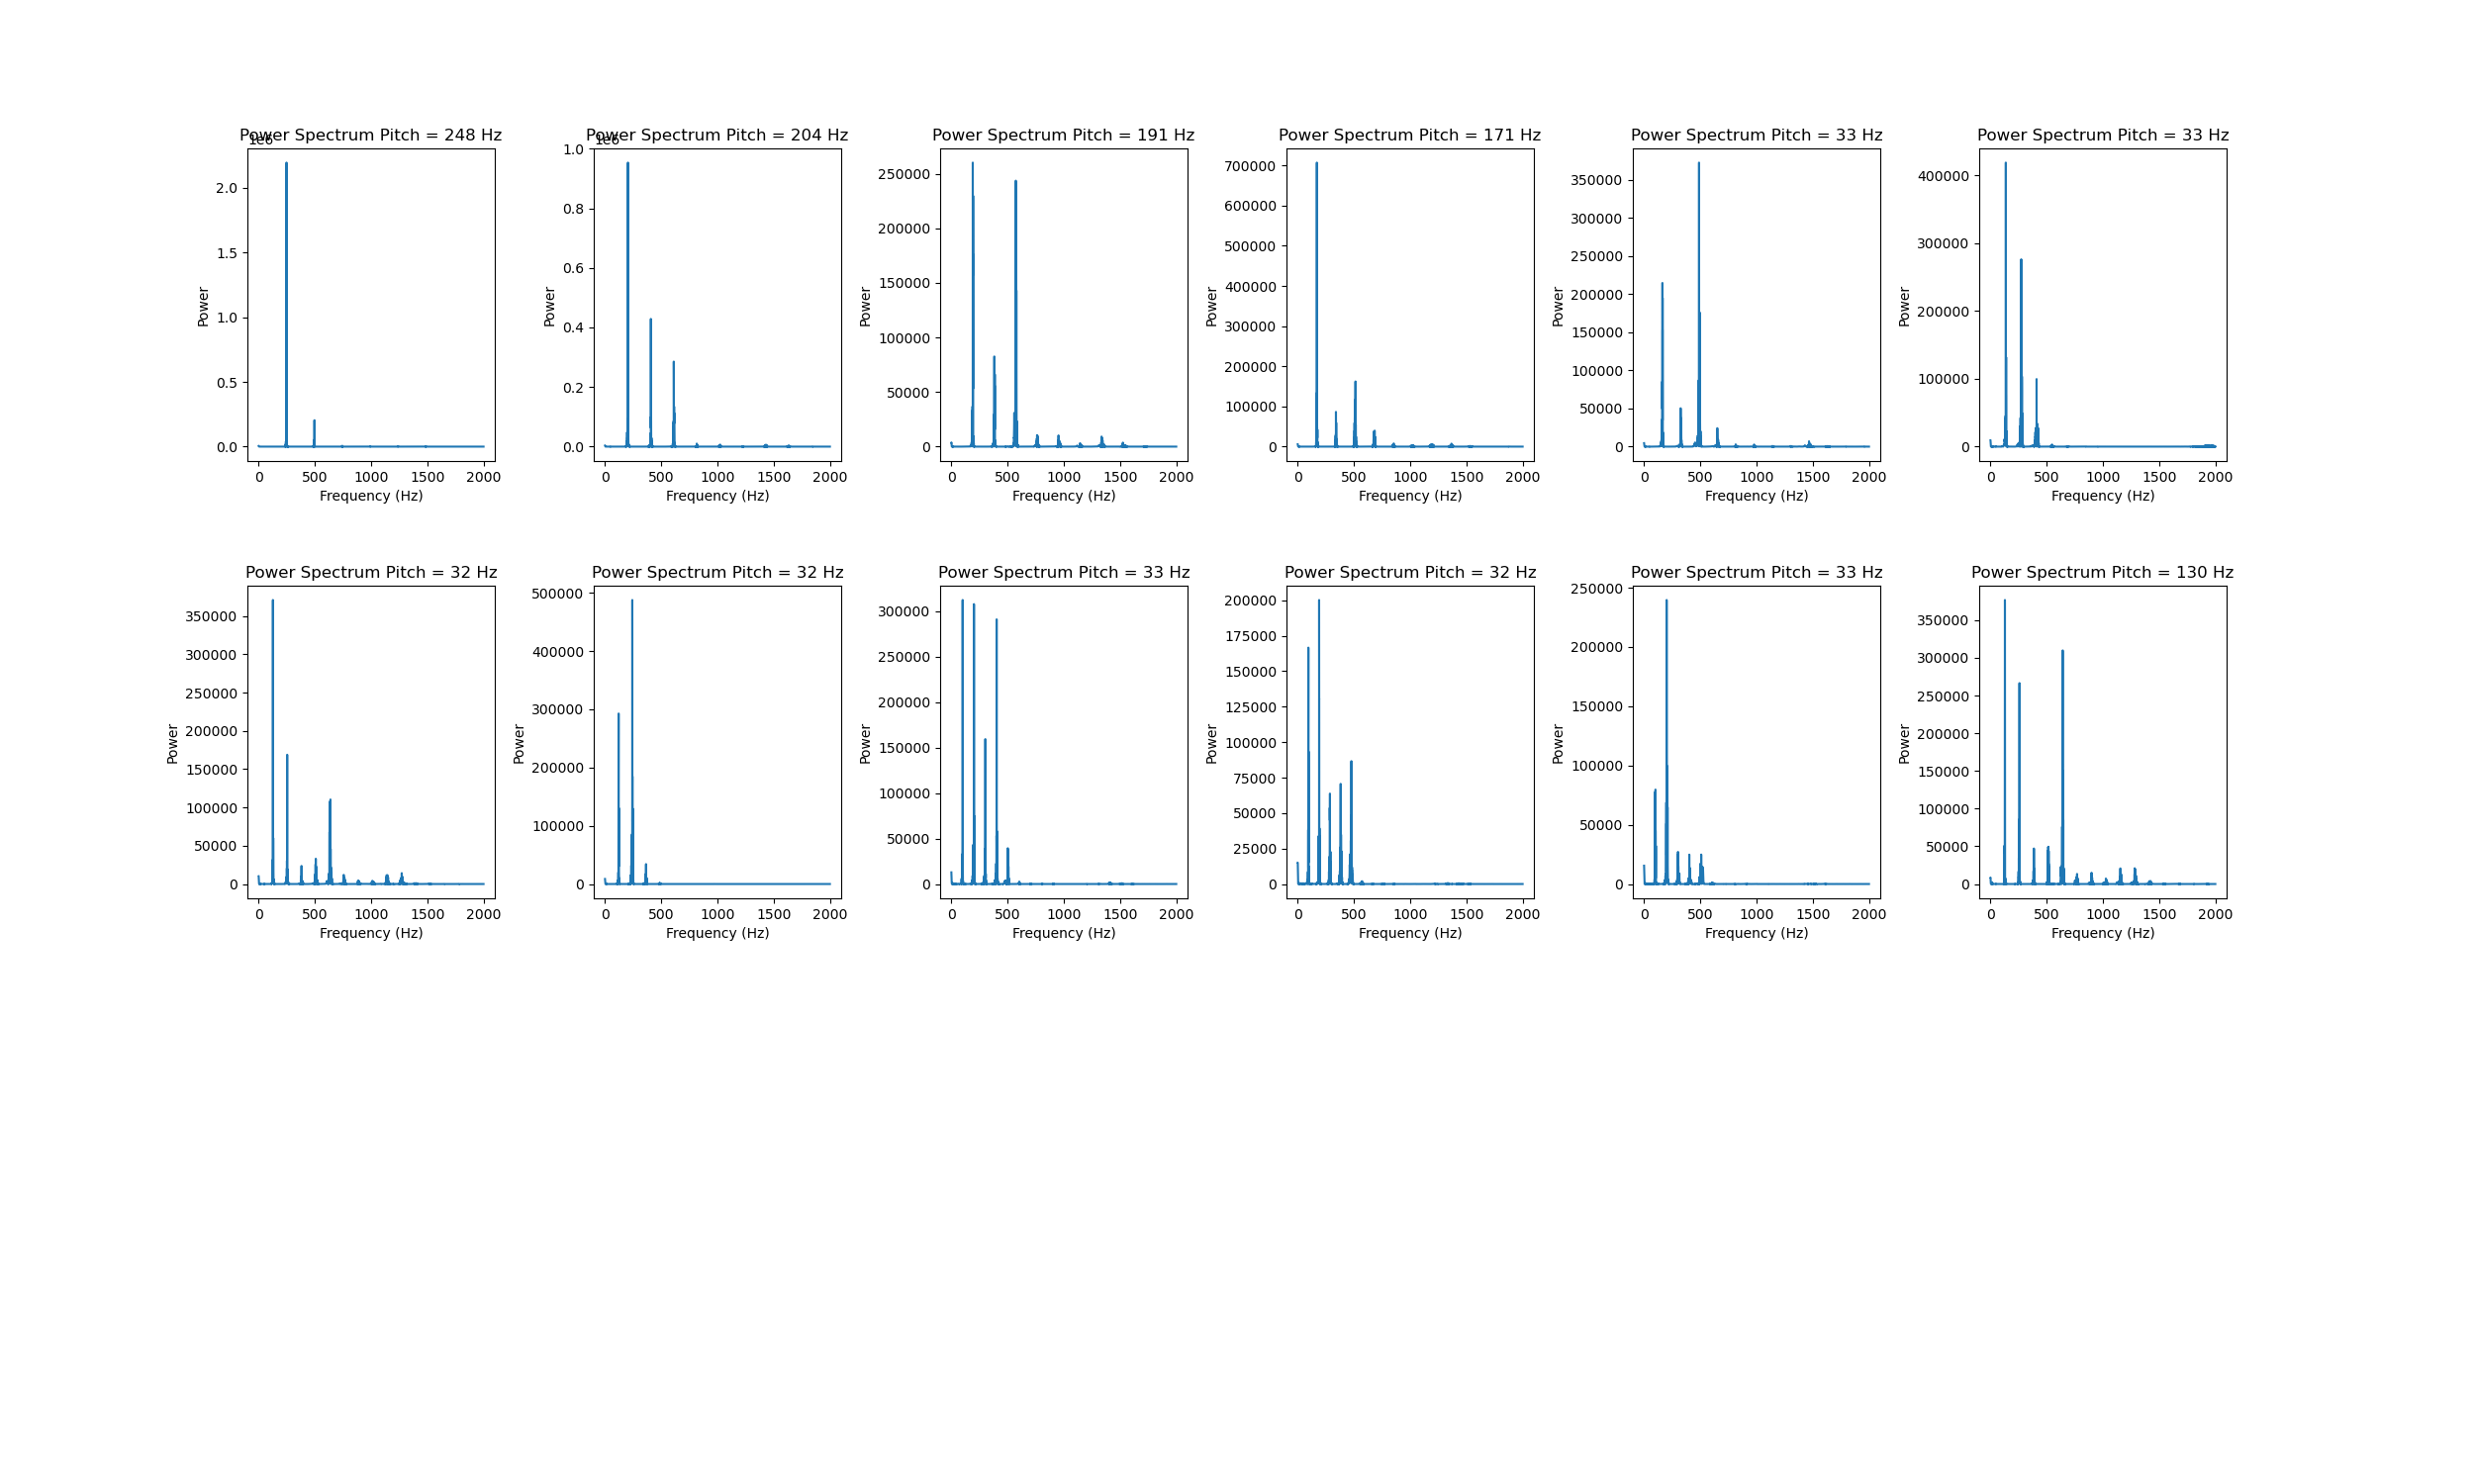 Power Spectrum Pitch = 248 Hz
1e6
2.0
1.5
1.0
0.5
0.0
Power
0 500 1000 1500 2000
Frequency (Hz)
Power Spectrum Pitch = 204 Hz
1e6
1.0
0.8
0.6
0.4
0.2
0.0
Power
0 500 1000 1500 2000
Frequency (Hz)
Power Spectrum Pitch = 191 Hz
250000
200000
150000
100000
50000
0
Power
0 500 1000 1500 2000
Frequency (Hz)
Power Spectrum Pitch = 171 Hz
700000
600000
500000
400000
300000
200000
100000
0
Power
0 500 1000 1500 2000
Frequency (Hz)
Power Spectrum Pitch = 33 Hz
350000
300000
250000
200000
150000
100000
50000
0
Power
0 500 1000 1500 2000
Frequency (Hz)
Power Spectrum Pitch = 33 Hz
400000
300000
200000
100000
0
Power
0 500 1000 1500 2000
Frequency (Hz)
Power Spectrum Pitch = 32 Hz
350000
300000
250000
200000
150000
100000
50000
0
Power
0 500 1000 1500 2000
Frequency (Hz)
Power Spectrum Pitch = 32 Hz
500000
400000
300000
200000
100000
0
Power
0 500 1000 1500 2000
Frequency (Hz)
Power Spectrum Pitch = 33 Hz
300000
250000
200000
150000
100000
50000
0
Power
0 500 1000 1500 2000
Frequency (Hz)
Power Spectrum Pitch = 32 Hz
200000
175000
150000
125000
100000
75000
50000
25000
0
Power
0 500 1000 1500 2000
Frequency (Hz)
Power Spectrum Pitch = 33 Hz
250000
200000
150000
100000
50000
0
Power
0 500 1000 1500 2000
Frequency (Hz)
Power Spectrum Pitch = 130 Hz
350000
300000
250000
200000
150000
100000
50000
0
Power
0 500 1000 1500 2000
Frequency (Hz)